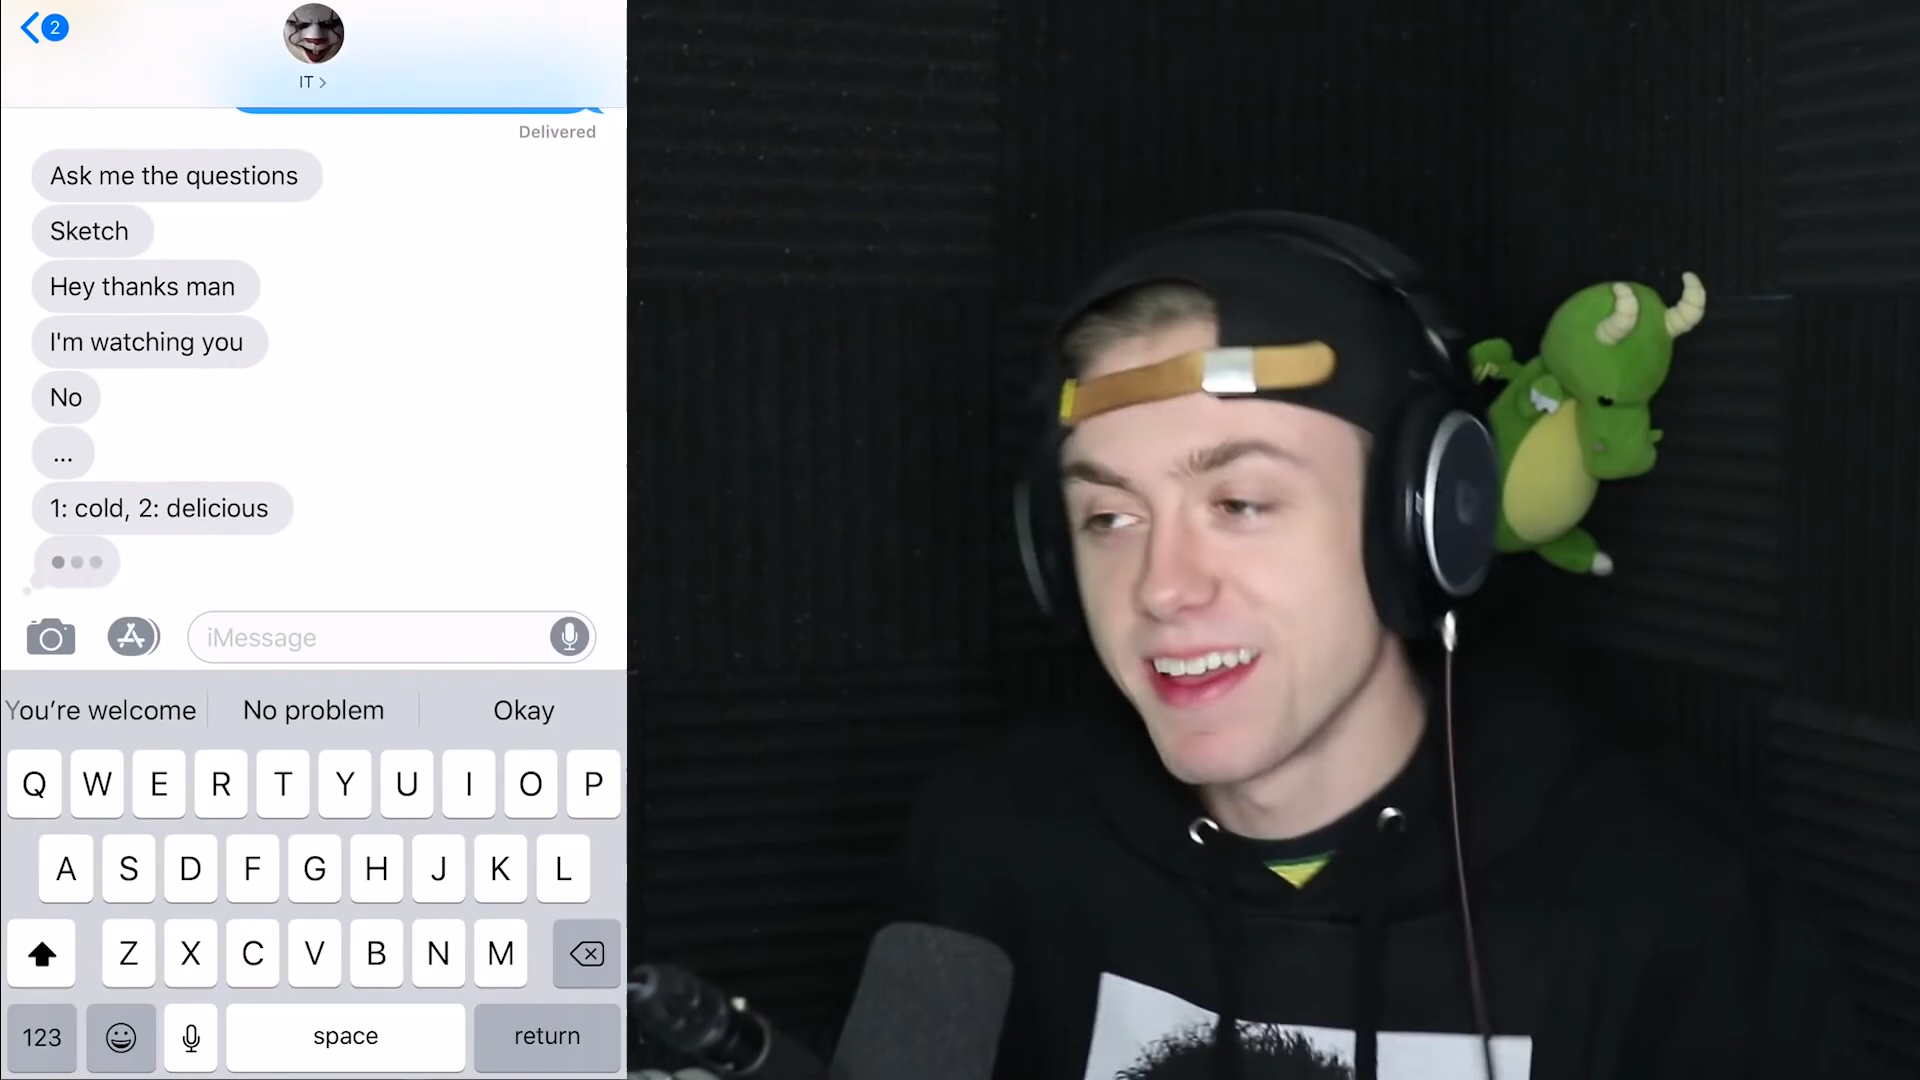 2
IT >
Delivered
Ask me the questions
Sketch
Hey thanks man
I'm watching you
No
...
1: cold, 2: delicious
iMessage
You're welcome No problem Okay
Q W E R T Y U I O P
A S D F G H J K L
Z X C V B N M
123 space return